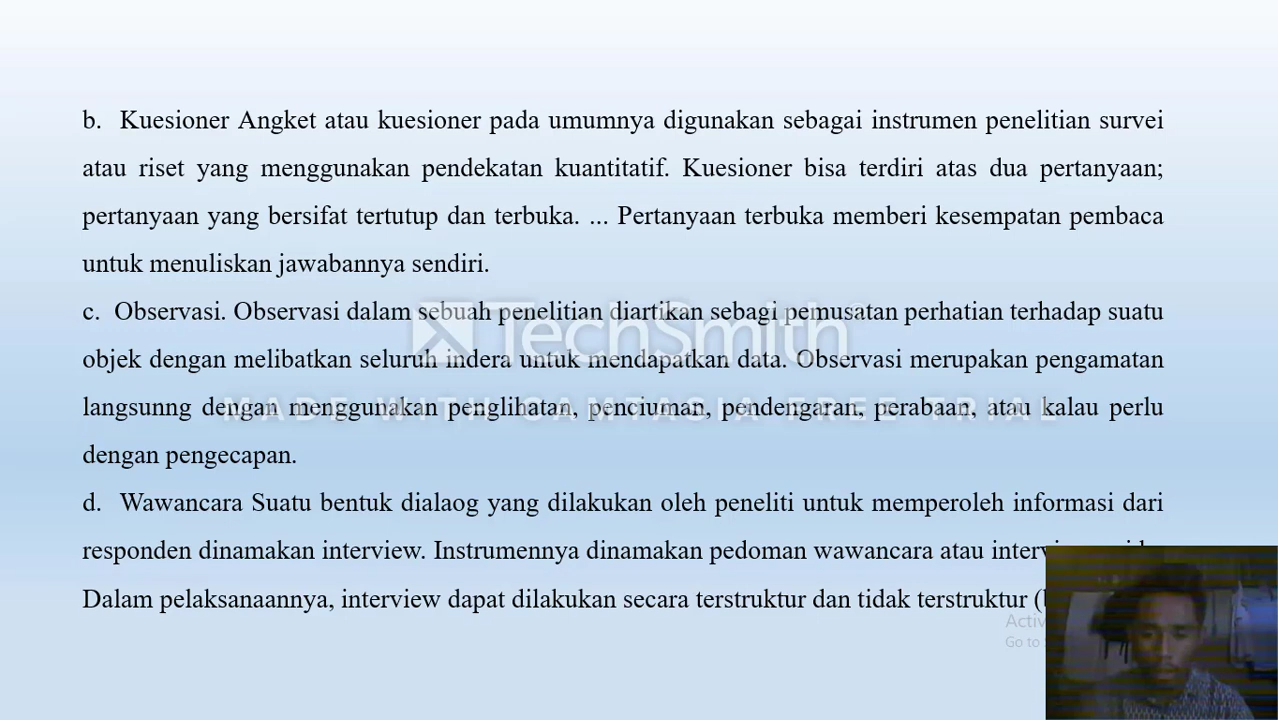 b. Kuesioner Angket atau kuesioner pada umumnya digunakan sebagai instrumen penelitian survei
atau riset yang menggunakan pendekatan kuantitatif. Kuesioner bisa terdiri atas dua pertanyaan;
pertanyaan yang bersifat tertutup dan terbuka. ... Pertanyaan terbuka memberi kesempatan pembaca
untuk menuliskan jawabannya sendiri.
c. Observasi. Observasi dalam sebuah penelitian diartikan sebagai pemusatan perhatian terhadap suatu
TechSmith®
objek dengan melibatkan seluruh indera untuk mendapatkan data. Observasi merupakan pengamatan
langsunng dengan menggunakan penglihatan, penciuman, pendengaran, perabaan, atau kalau perlu
MADE WITH CAMTASIA FREE TRIAL
dengan pengecapan.
d. Wawancara Suatu bentuk dialaog yang dilakukan oleh peneliti untuk memperoleh informasi dari
responden dinamakan interview. Instrumennya dinamakan pedoman wawancara atau
Dalam pelaksanaannya, interview dapat dilakukan secara terstruktur dan tidak terstruktur
Go to